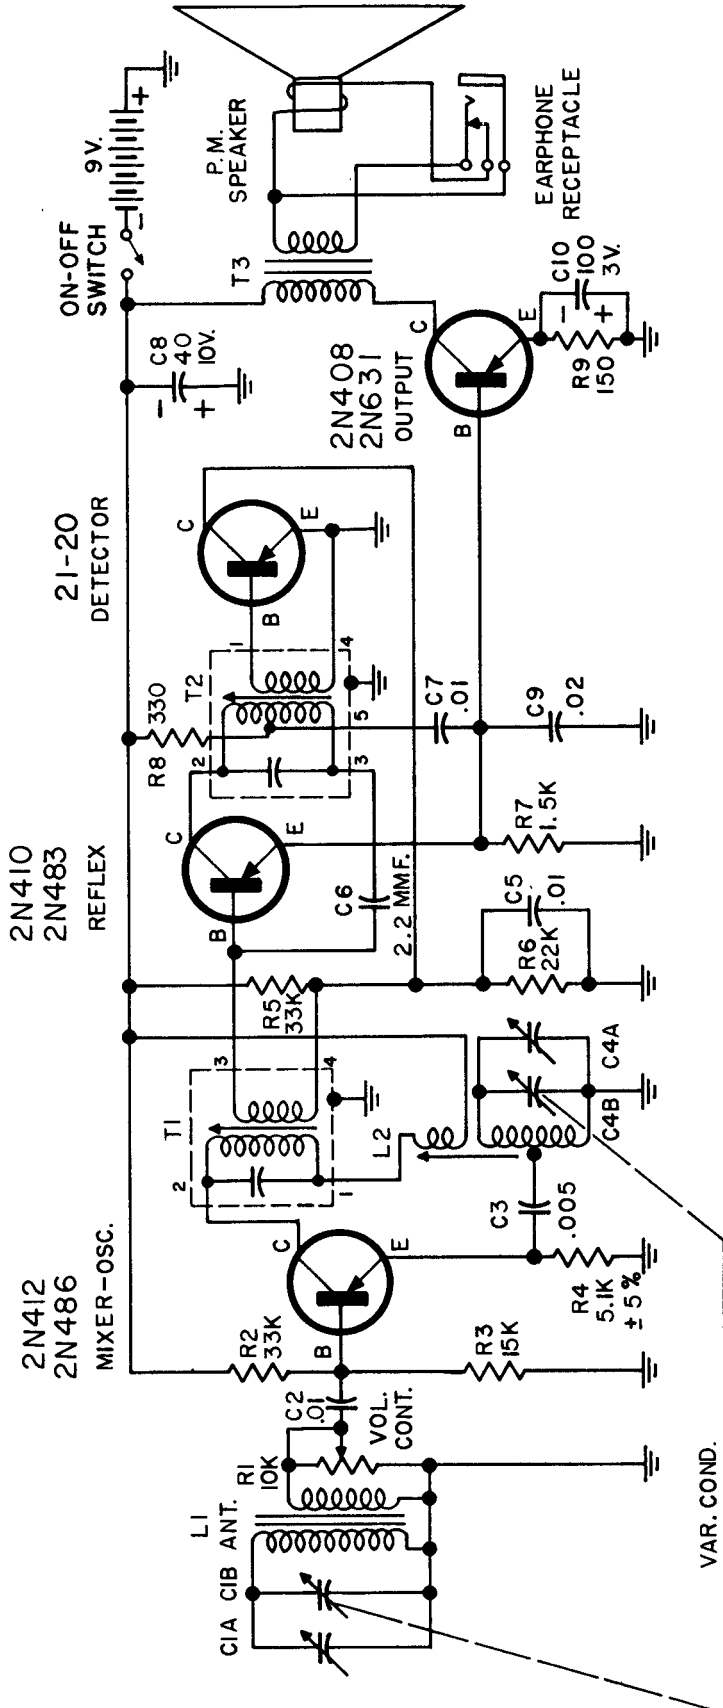 2N412
2N486
MIXER-OSC.
2N410
2N483
REFLEX
21-20
DETECTOR
2N408
2N631
OUTPUT
ON-OFF
SWITCH
9V.
-
+
C1A
C1B
L1
ANT.
R1
10K
VOL.
CONT.
C2
.01
R2
33K
R3
15K
B
C
E
T1
2
1
3
4
L2
C3
.005
R4
5.1K
±5%
C4B
C4A
R5
33K
R6
22K
C5
.01
B
C
E
C6
2.2 MMF.
R7
1.5K
R8
330
T2
2
3
5
1
4
C7
.01
C9
.02
B
C
E
C8
40
10V.
-
+
B
C
E
R9
150
C10
100
3V.
-
+
T3
P.M.
SPEAKER
EARPHONE
RECEPTACLE
VAR. COND.